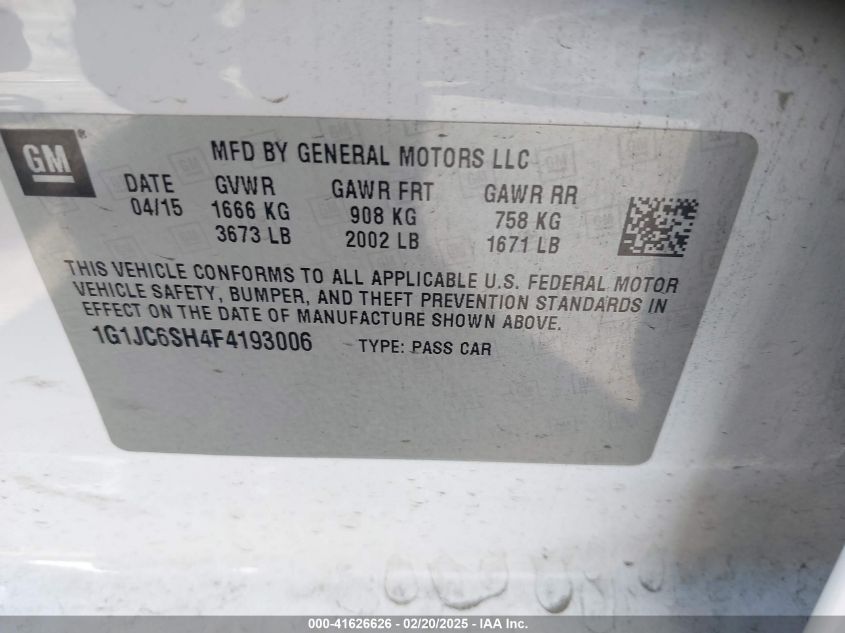 GM®
MFD BY GENERAL MOTORS LLC
DATE GVWR GAWR FRT GAWR RR
04/15 1666 KG 908 KG 758 KG
3673 LB 2002 LB 1671 LB
THIS VEHICLE CONFORMS TO ALL APPLICABLE U.S. FEDERAL MOTOR
VEHICLE SAFETY, BUMPER, AND THEFT PREVENTION STANDARDS IN
EFFECT ON THE DATE OF MANUFACTURE SHOWN ABOVE.
1G1JC6SH4F4193006 TYPE: PASS CAR
000-41626626 - 02/20/2025 - IAA Inc.